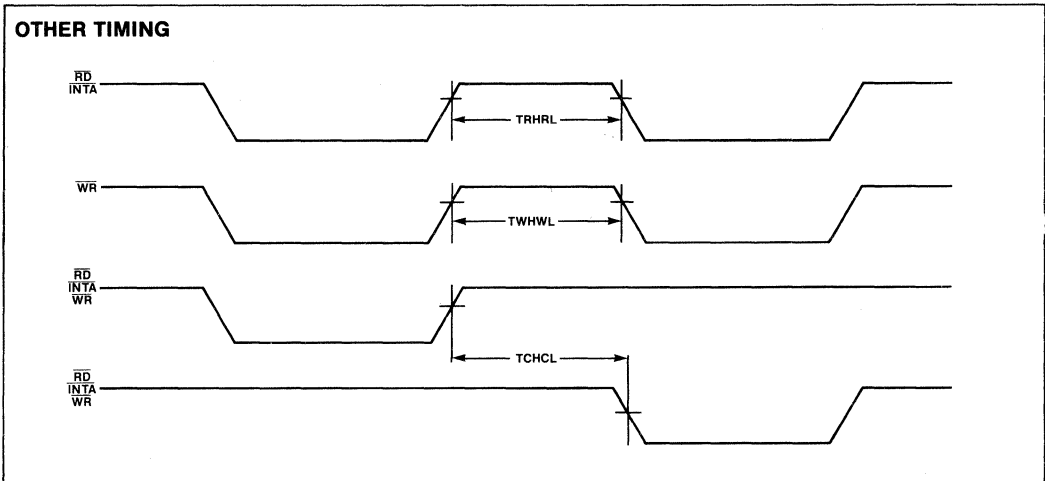 OTHER TIMING
RD
INTA
TRHRL
WR
TWHWL
RD
INTA
WR
TCHCL
RD
INTA
WR